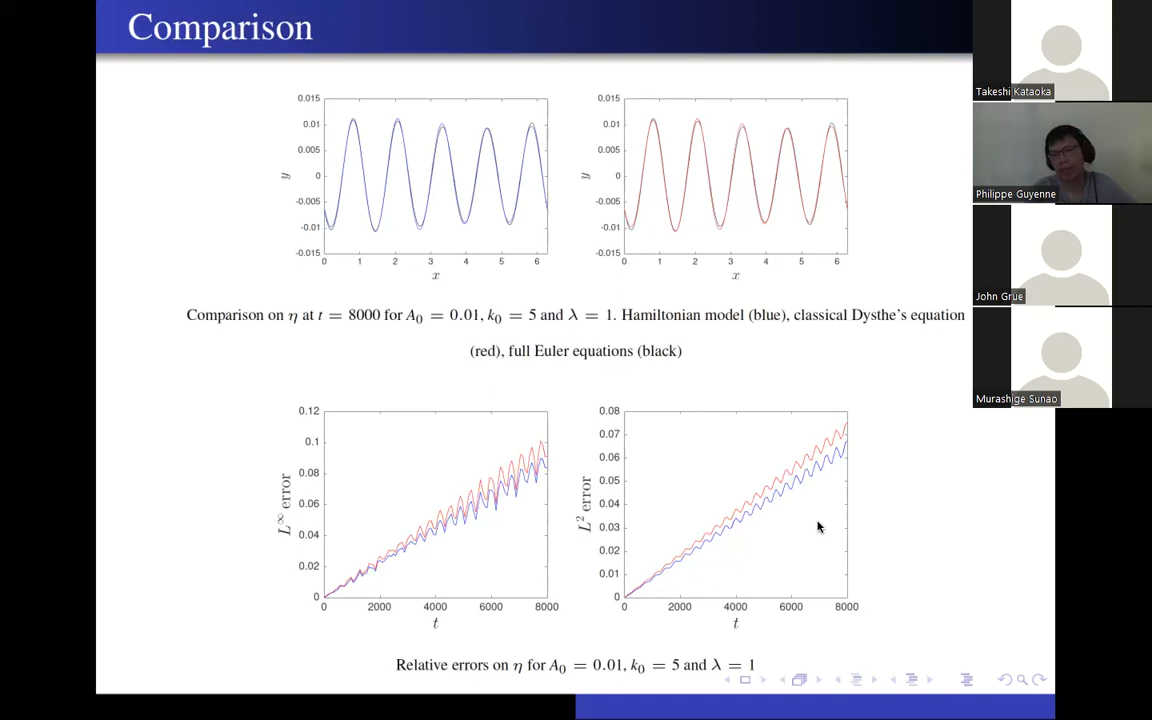 Comparison
0.015
0.01
0.005
0
-0.005
-0.01
-0.015
y
0 1 2 3 4 5 6
x
0.015
0.01
0.005
0
-0.005
-0.01
-0.015
y
0 1 2 3 4 5 6
x
Comparison on η at t = 8000 for A₀ = 0.01, k₀ = 5 and λ = 1. Hamiltonian model (blue), classical Dysthe's equation
(red), full Euler equations (black)
0.12
0.1
0.08
0.06
0.04
0.02
0
L∞ error
0 2000 4000 6000 8000
t
0.08
0.07
0.06
0.05
0.04
0.03
0.02
0.01
0
L² error
0 2000 4000 6000 8000
t
Relative errors on η for A₀ = 0.01, k₀ = 5 and λ = 1
Takeshi Kataoka
Philippe Guyenne
John Grue
Murashige Sunao